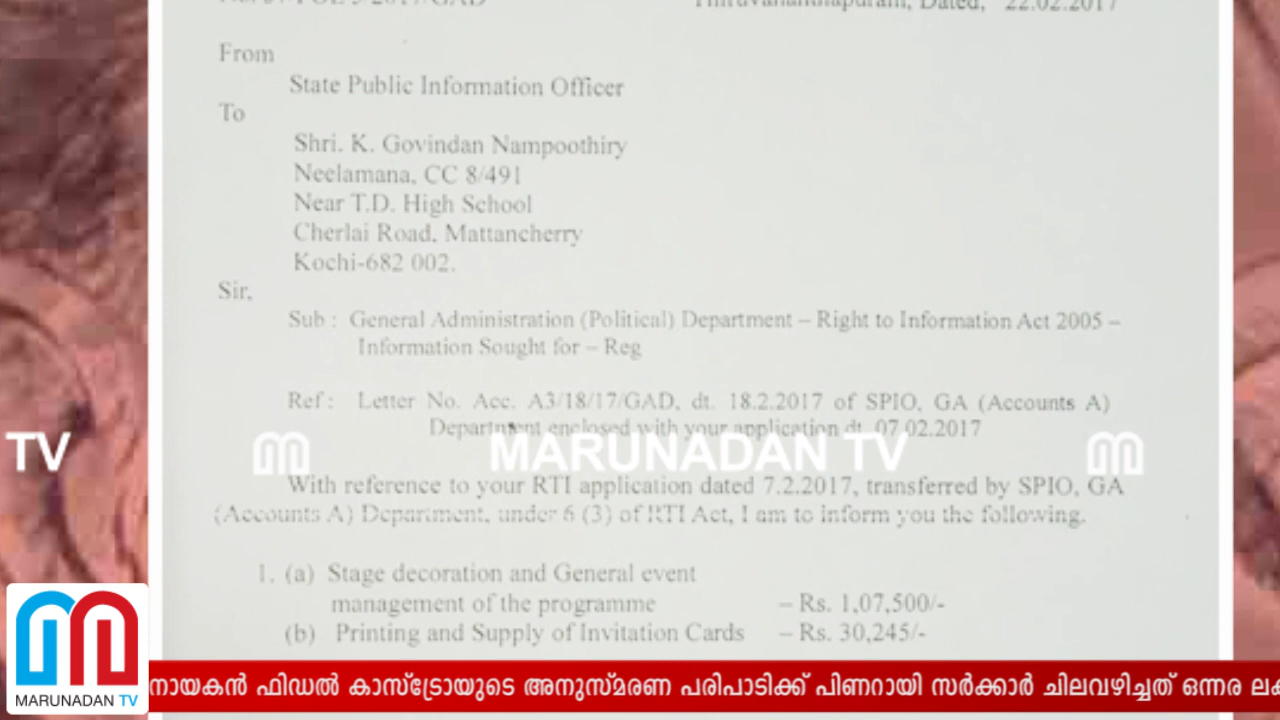 Thiruvananthapuram, Dated, 22.02.2017
From
State Public Information Officer
To
Shri. K. Govindan Nampoothiry
Neelamana, CC 8/491
Near T.D. High School
Cherlai Road, Mattancherry
Kochi-682 002.
Sir,
Sub : General Administration (Political) Department – Right to Information Act 2005 –
Information Sought for – Reg
Ref : Letter No. Acc. A3/18/17/GAD, dt. 18.2.2017 of SPIO, GA (Accounts A)
Department enclosed with your application dt. 07.02.2017
TV MARUNADAN TV
With reference to your RTI application dated 7.2.2017, transferred by SPIO, GA
(Accounts A) Department, under 6 (3) of RTI Act, I am to inform you the following.
1. (a) Stage decoration and General event
management of the programme – Rs. 1,07,500/-
(b) Printing and Supply of Invitation Cards – Rs. 30,245/-
MARUNADAN TV
നായകൻ ഫിഡൽ കാസ്ട്രോയുടെ അനുസ്മരണ പരിപാടിക്ക് പിണറായി സർക്കാർ ചിലവഴിച്ചത് ഒന്നര